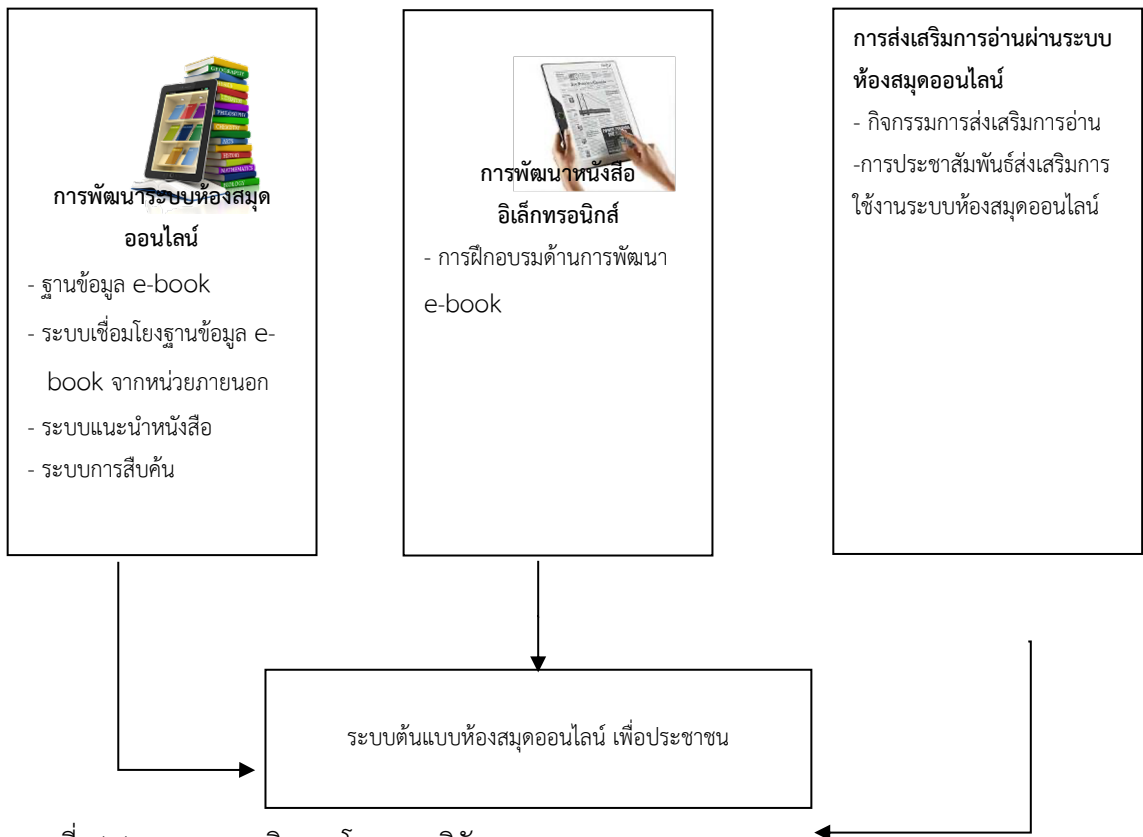 การพัฒนาระบบห้องสมุด
ออนไลน์
- ฐานข้อมูล e-book
- ระบบเชื่อมโยงฐานข้อมูล e-
book จากหน่วยภายนอก
- ระบบแนะนำหนังสือ
- ระบบการสืบค้น
การพัฒนาหนังสือ
อิเล็กทรอนิกส์
- การฝึกอบรมด้านการพัฒนา
e-book
การส่งเสริมการอ่านผ่านระบบ
ห้องสมุดออนไลน์
- กิจกรรมการส่งเสริมการอ่าน
-การประชาสัมพันธ์ส่งเสริมการ
ใช้งานระบบห้องสมุดออนไลน์
ระบบต้นแบบห้องสมุดออนไลน์ เพื่อประชาชน